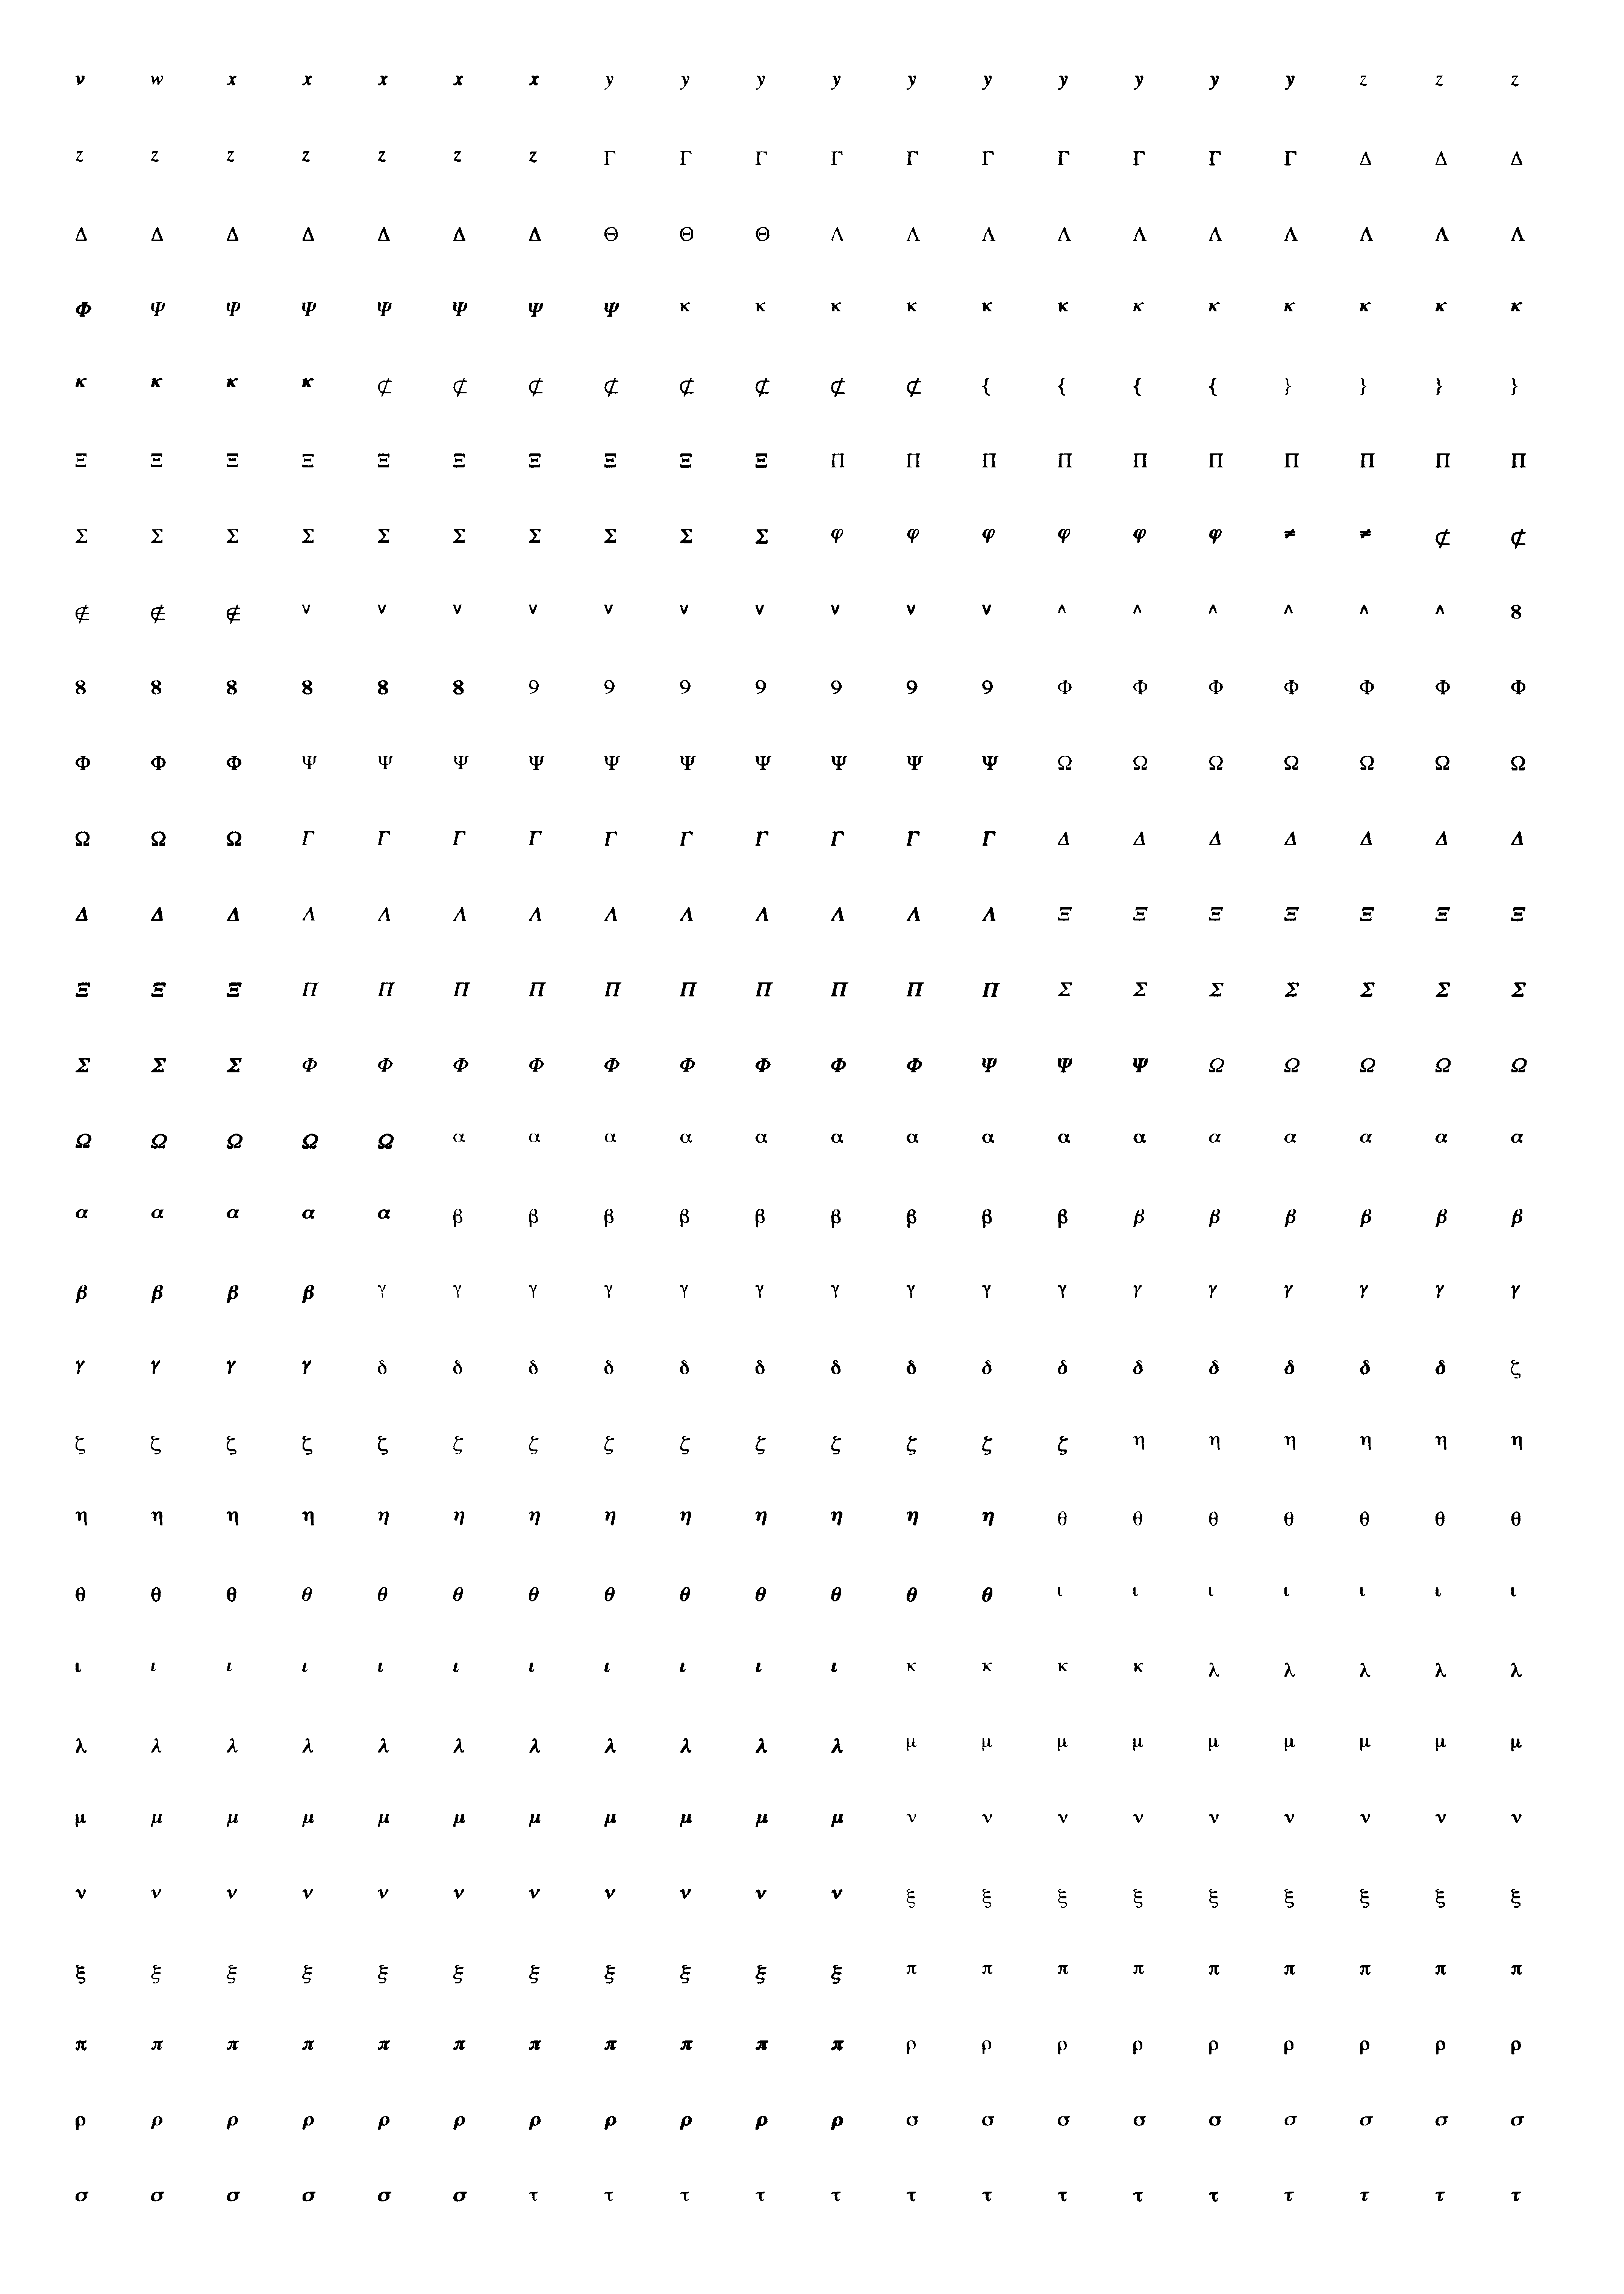 v w x x x x x y y y y y y y y y y z z z
z z z z z z z Γ Γ Γ Γ Γ Γ Γ Γ Γ Γ Δ Δ Δ
Δ Δ Δ Δ Δ Δ Δ Θ Θ Θ Λ Λ Λ Λ Λ Λ Λ Λ Λ Λ
Φ Ψ Ψ Ψ Ψ Ψ Ψ Ψ κ κ κ κ κ κ κ κ κ κ κ κ
κ κ κ κ ⊄ ⊄ ⊄ ⊄ ⊄ ⊄ ⊄ ⊄ { { { { } } } }
Ξ Ξ Ξ Ξ Ξ Ξ Ξ Ξ Ξ Ξ Π Π Π Π Π Π Π Π Π Π
Σ Σ Σ Σ Σ Σ Σ Σ Σ Σ φ φ φ φ φ φ ≠ ≠ ⊄ ⊄
∉ ∉ ∉ ∨ ∨ ∨ ∨ ∨ ∨ ∨ ∨ ∨ ∨ ∧ ∧ ∧ ∧ ∧ ∧ 8
8 8 8 8 8 8 9 9 9 9 9 9 9 Φ Φ Φ Φ Φ Φ Φ
Φ Φ Φ Ψ Ψ Ψ Ψ Ψ Ψ Ψ Ψ Ψ Ψ Ω Ω Ω Ω Ω Ω Ω
Ω Ω Ω Γ Γ Γ Γ Γ Γ Γ Γ Γ Γ Δ Δ Δ Δ Δ Δ Δ
Δ Δ Δ Λ Λ Λ Λ Λ Λ Λ Λ Λ Λ Ξ Ξ Ξ Ξ Ξ Ξ Ξ
Ξ Ξ Ξ Π Π Π Π Π Π Π Π Π Π Σ Σ Σ Σ Σ Σ Σ
Σ Σ Σ Φ Φ Φ Φ Φ Φ Φ Φ Φ Ψ Ψ Ψ Ω Ω Ω Ω Ω
Ω Ω Ω Ω Ω α α α α α α α α α α α α α α α
α α α α α β β β β β β β β β β β β β β β
β β β β γ γ γ γ γ γ γ γ γ γ γ γ γ γ γ γ
γ γ γ γ δ δ δ δ δ δ δ δ δ δ δ δ δ δ δ ζ
ζ ζ ζ ζ ζ ζ ζ ζ ζ ζ ζ ζ ζ ζ η η η η η η
η η η η η η η η η η η η η θ θ θ θ θ θ θ
θ θ θ θ θ θ θ θ θ θ θ θ θ ι ι ι ι ι ι ι
ι ι ι ι ι ι ι ι ι ι ι κ κ κ κ λ λ λ λ λ
λ λ λ λ λ λ λ λ λ λ λ μ μ μ μ μ μ μ μ μ
μ μ μ μ μ μ μ μ μ μ μ ν ν ν ν ν ν ν ν ν
ν ν ν ν ν ν ν ν ν ν ν ξ ξ ξ ξ ξ ξ ξ ξ ξ
ξ ξ ξ ξ ξ ξ ξ ξ ξ ξ ξ π π π π π π π π π
π π π π π π π π π π π ρ ρ ρ ρ ρ ρ ρ ρ ρ
ρ ρ ρ ρ ρ ρ ρ ρ ρ ρ ρ σ σ σ σ σ σ σ σ σ
σ σ σ σ σ σ τ τ τ τ τ τ τ τ τ τ τ τ τ τ